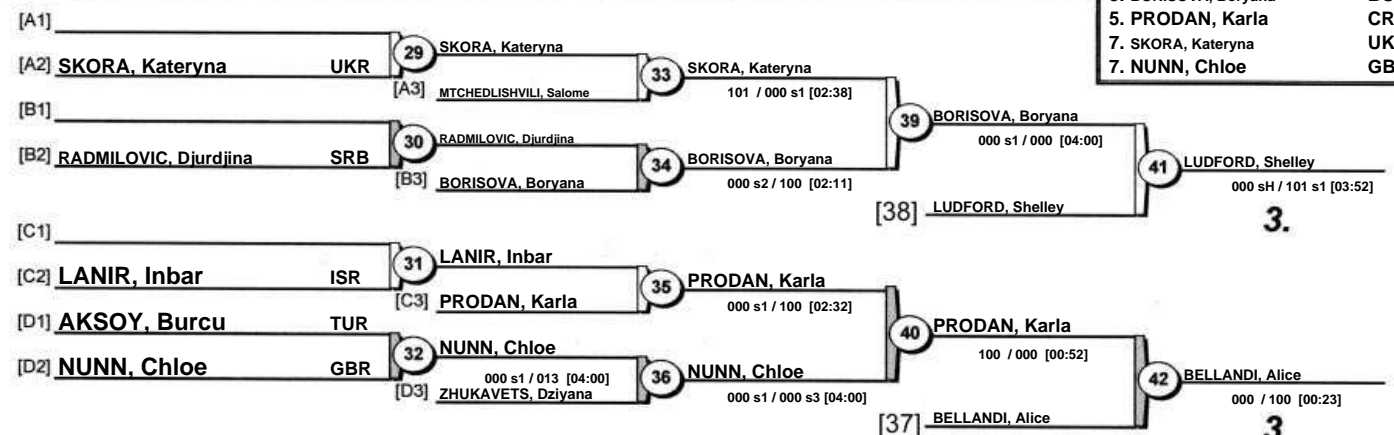 5. PRODAN, Karla CR
7. SKORA, Kateryna UK
7. NUNN, Chloe GB
[A1]
[A2] SKORA, Kateryna UKR
29 SKORA, Kateryna
[A3] MTCHEDLISHVILI, Salome
33 SKORA, Kateryna
101 / 000 s1 [02:38]
[B1]
[B2] RADMILOVIC, Djurdjina SRB
30 RADMILOVIC, Djurdjina
[B3] BORISOVA, Boryana
34 BORISOVA, Boryana
000 s2 / 100 [02:11]
39 BORISOVA, Boryana
000 s1 / 000 [04:00]
[38] LUDFORD, Shelley
41 LUDFORD, Shelley
000 sH / 101 s1 [03:52]
3.
[C1]
[C2] LANIR, Inbar ISR
31 LANIR, Inbar
[C3] PRODAN, Karla
35 PRODAN, Karla
000 s1 / 100 [02:32]
[D1] AKSOY, Burcu TUR
[D2] NUNN, Chloe GBR
32 NUNN, Chloe
000 s1 / 013 [04:00]
[D3] ZHUKAVETS, Dziyana
36 NUNN, Chloe
000 s1 / 000 s3 [04:00]
40 PRODAN, Karla
100 / 000 [00:52]
[37] BELLANDI, Alice
42 BELLANDI, Alice
000 / 100 [00:23]
3